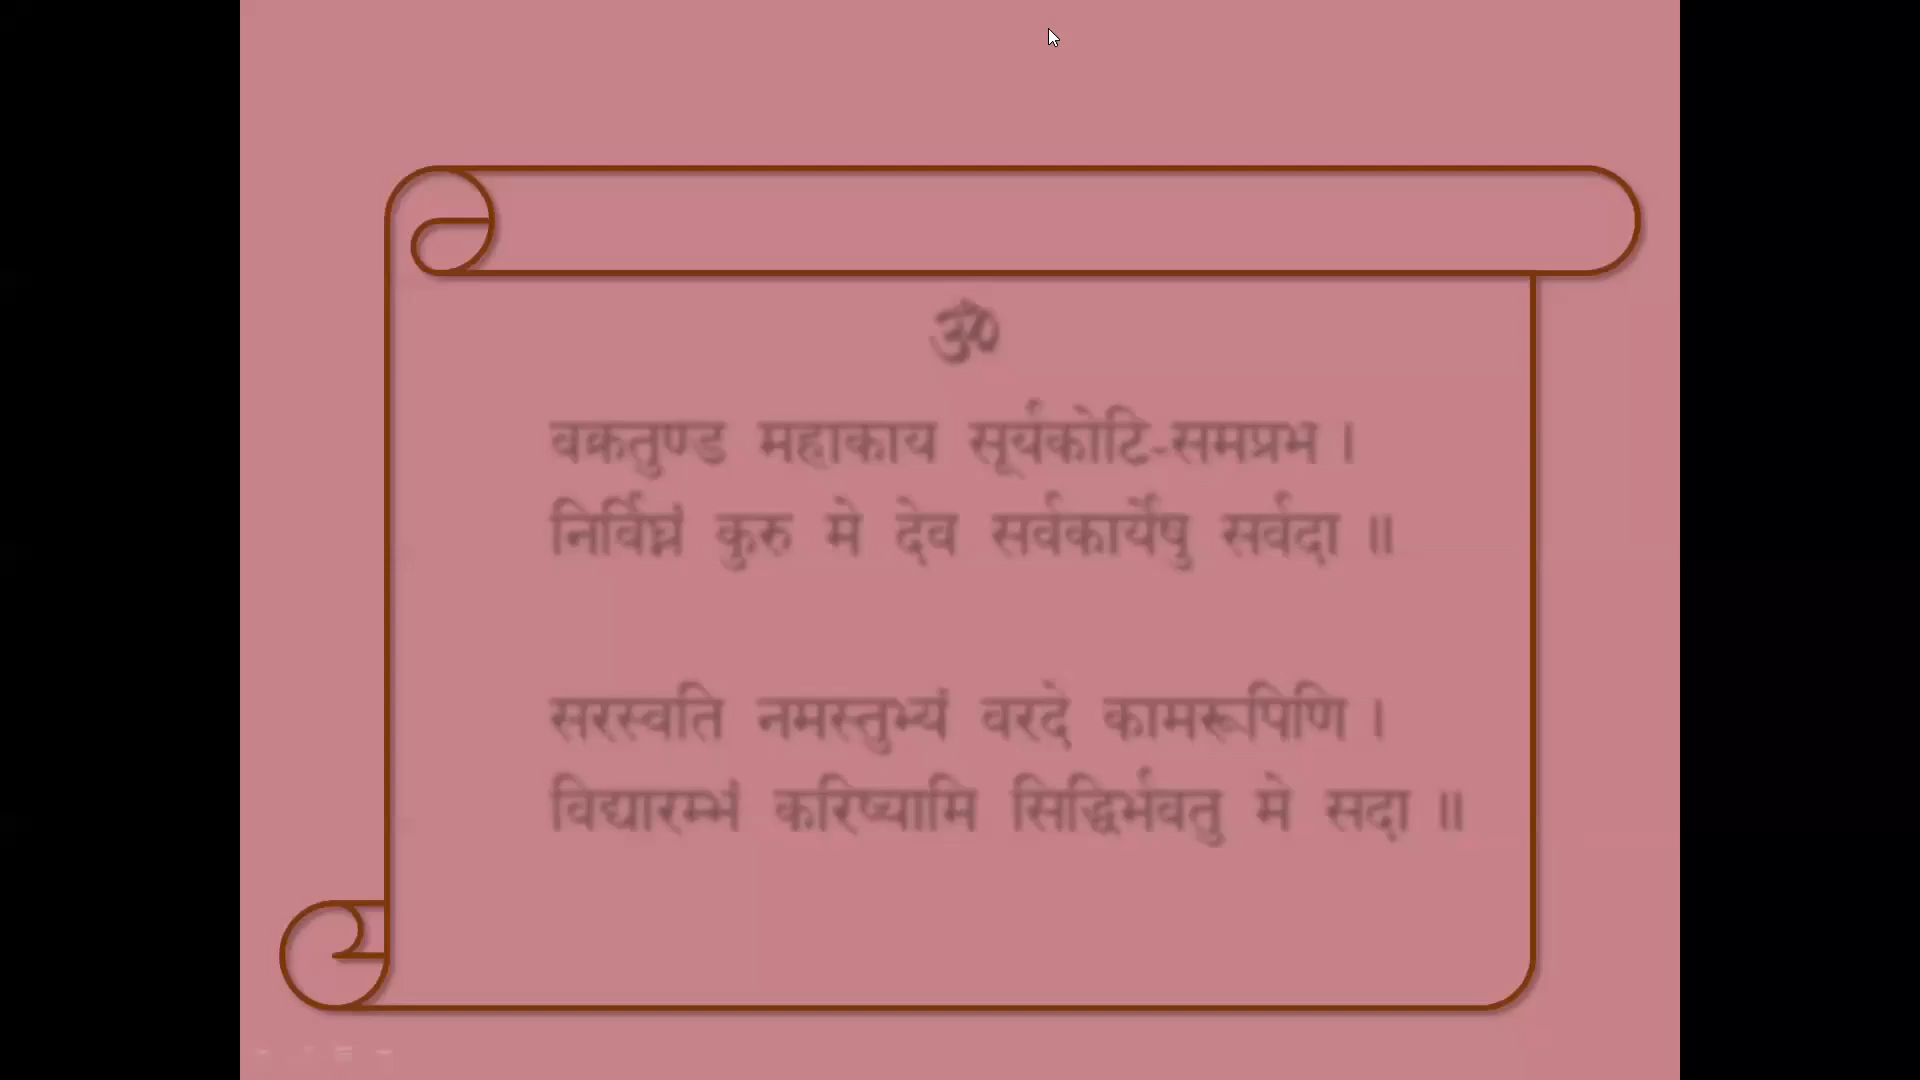 ॐ
वक्रतुण्ड महाकाय सूर्यकोटि-समप्रभ ।
निर्विघ्नं कुरु मे देव सर्वकार्येषु सर्वदा ॥
सरस्वति नमस्तुभ्यं वरदे कामरूपिणि ।
विद्यारम्भं करिष्यामि सिद्धिर्भवतु मे सदा ॥